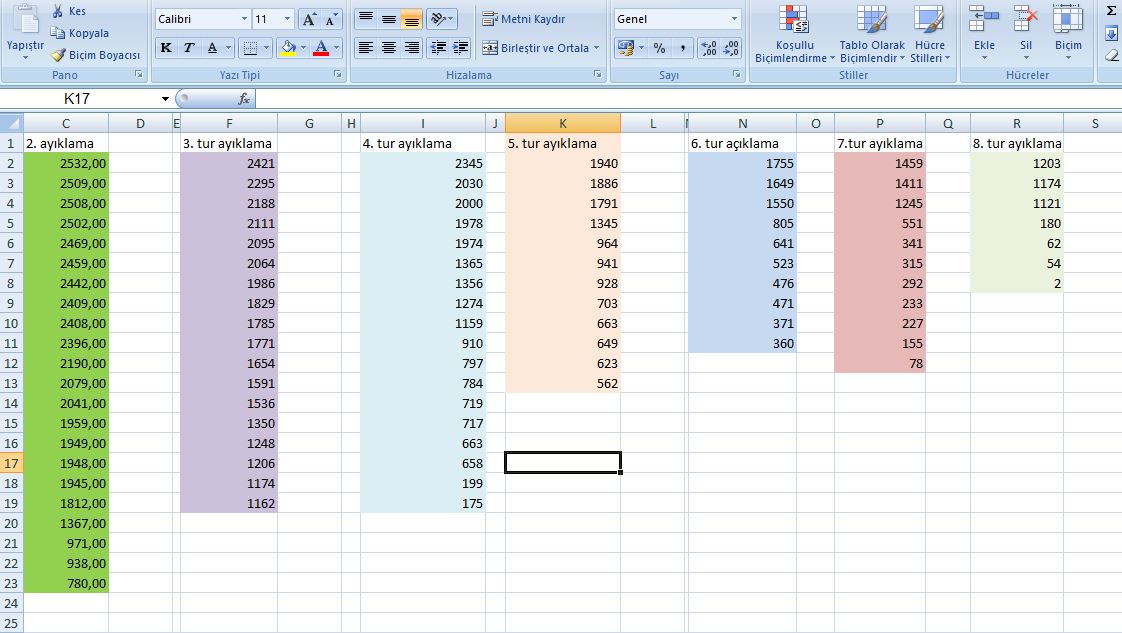 Kes
Kopyala
Biçim Boyacısı
Yapıştır
Pano
Calibri 11 A A
K T A A
Yazı Tipi
Metni Kaydır
Birleştir ve Ortala
Hizalama
Genel
% , ,00 ,00
Sayı
Koşullu Biçimlendirme
Tablo Olarak Biçimlendir
Hücre Stilleri
Stiller
Ekle Sil Biçim
Hücreler
Σ
K17 fx
C D E F G H I J K L M N O P Q R S
1 2. ayıklama 3. tur ayıklama 4. tur ayıklama 5. tur ayıklama 6. tur açıklama 7.tur ayıklama 8. tur ayıklama
2 2532,00 2421 2345 1940 1755 1459 1203
3 2509,00 2295 2030 1886 1649 1411 1174
4 2508,00 2188 2000 1791 1550 1245 1121
5 2502,00 2111 1978 1345 805 551 180
6 2469,00 2095 1974 964 641 341 62
7 2459,00 2064 1365 941 523 315 54
8 2442,00 1986 1356 928 476 292 2
9 2409,00 1829 1274 703 471 233
10 2408,00 1785 1159 663 371 227
11 2396,00 1771 910 649 360 155
12 2190,00 1654 797 623 78
13 2079,00 1591 784 562
14 2041,00 1536 719
15 1959,00 1350 717
16 1949,00 1248 663
17 1948,00 1206 658
18 1945,00 1174 199
19 1812,00 1162 175
20 1367,00
21 971,00
22 938,00
23 780,00
24
25